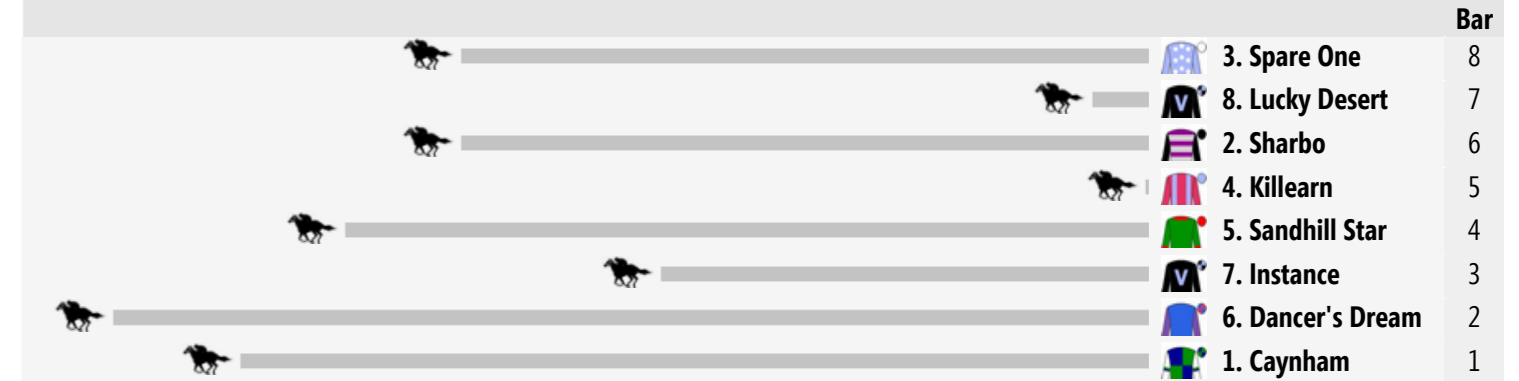 Bar
3. Spare One 8
V 8. Lucky Desert 7
2. Sharbo 6
4. Killearn 5
5. Sandhill Star 4
V 7. Instance 3
6. Dancer's Dream 2
1. Caynham 1